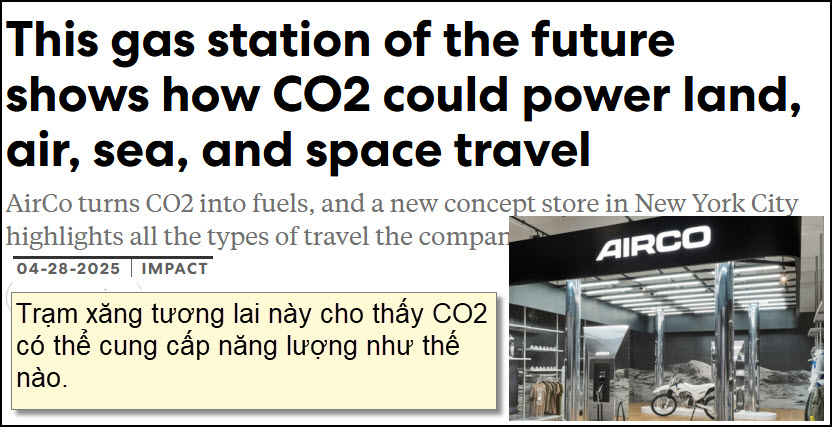 This gas station of the future
shows how CO2 could power land,
air, sea, and space travel
AirCo turns CO2 into fuels, and a new concept store in New York City
highlights all the types of travel the
04-28-2025 | IMPACT
AIRCO
Trạm xăng tương lai này cho thấy CO2
có thể cung cấp năng lượng như thế
nào.